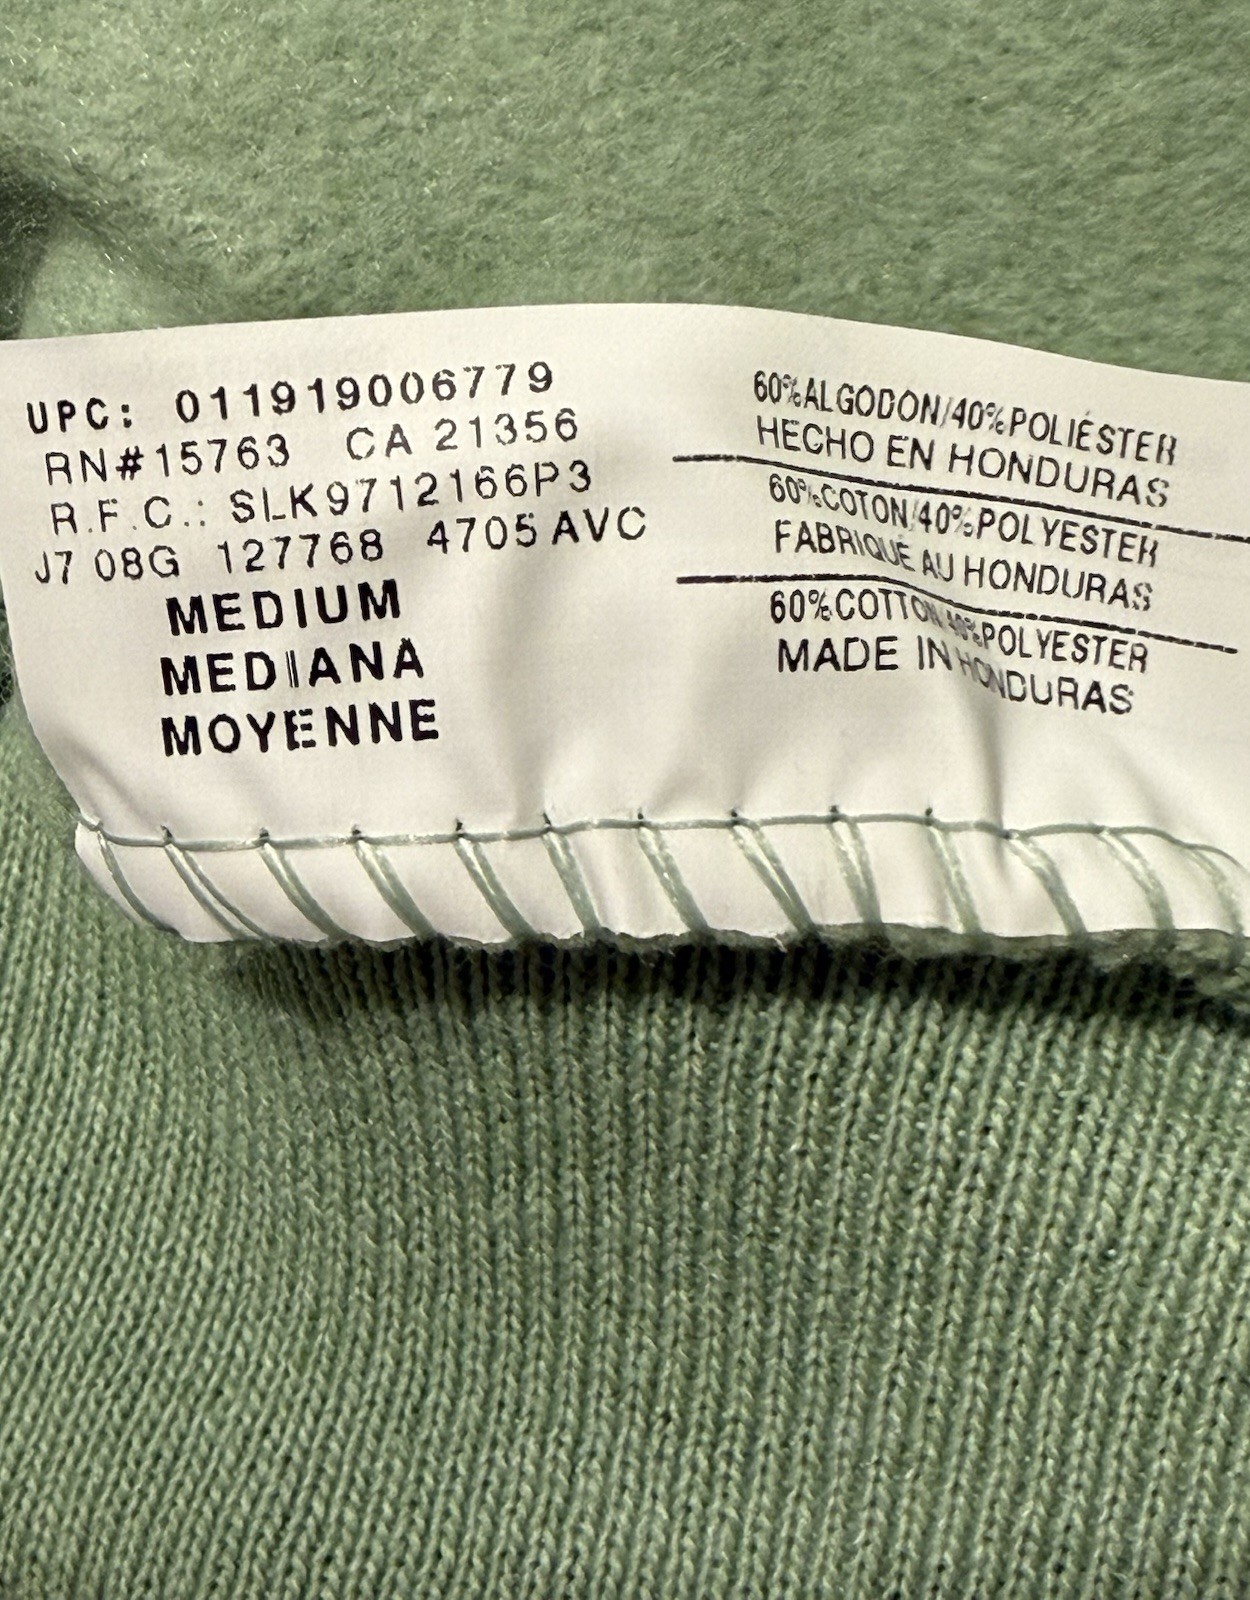 UPC: 011919006779
RN#15763 CA 21356
R.F.C.: SLK9712166P3
J7 08G 127768 4705 AVC
MEDIUM
MEDIANA
MOYENNE
60%ALGODON/40%POLIÉSTER
HECHO EN HONDURAS
60%COTON/40%POLYESTER
FABRIQUÉ AU HONDURAS
60%COTTON/40%POLYESTER
MADE IN HONDURAS